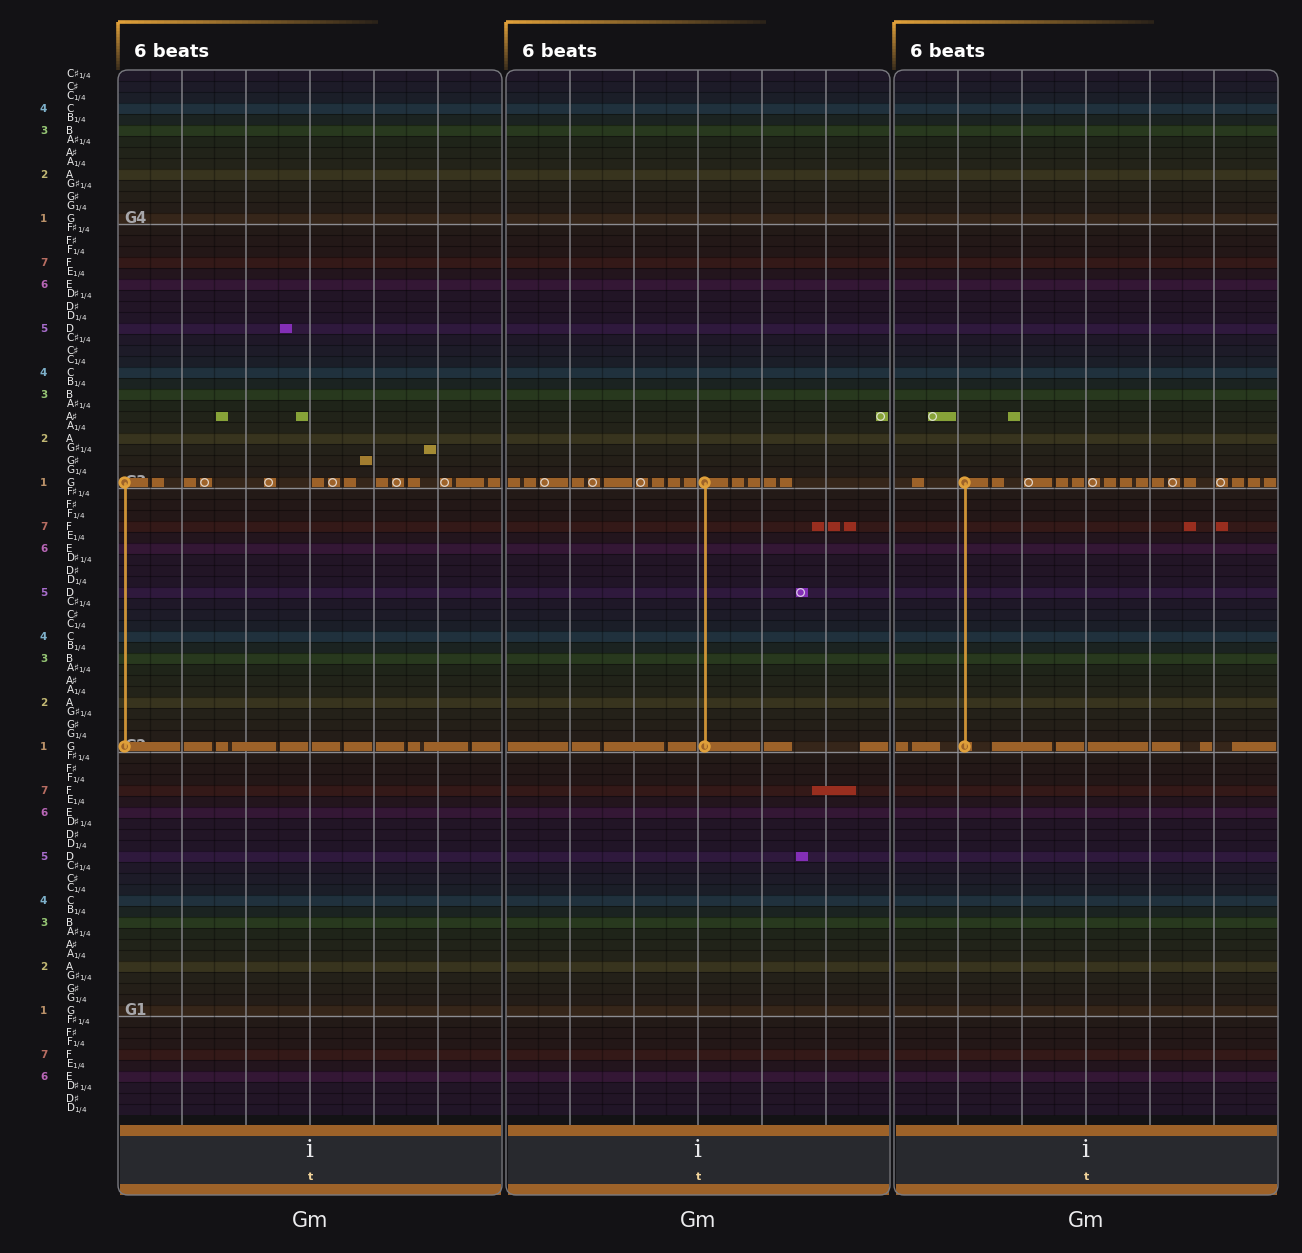 6 beats 6 beats 6 beats
C♯1/4
C♯
C1/4
4 C
B1/4
3 B
A♯1/4
A♯
A1/4
2 A
G♯1/4
G♯
G1/4
1 G G4
F♯1/4
F♯
F1/4
7 F
E1/4
6 E
D♯1/4
D♯
D1/4
5 D
C♯1/4
C♯
C1/4
4 C
B1/4
3 B
A♯1/4
A♯
A1/4
2 A
G♯1/4
G♯
G1/4
1 G G3
F♯1/4
F♯
F1/4
7 F
E1/4
6 E
D♯1/4
D♯
D1/4
5 D
C♯1/4
C♯
C1/4
4 C
B1/4
3 B
A♯1/4
A♯
A1/4
2 A
G♯1/4
G♯
G1/4
1 G G2
F♯1/4
F♯
F1/4
7 F
E1/4
6 E
D♯1/4
D♯
D1/4
5 D
C♯1/4
C♯
C1/4
4 C
B1/4
3 B
A♯1/4
A♯
A1/4
2 A
G♯1/4
G♯
G1/4
1 G G1
F♯1/4
F♯
F1/4
7 F
E1/4
6 E
D♯1/4
D♯
D1/4
i i i
t t t
Gm Gm Gm